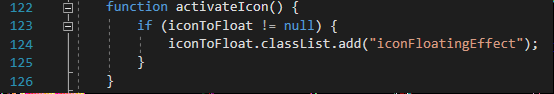 122 function activateIcon() {
123 if (iconToFloat != null) {
124 iconToFloat.classList.add("iconFloatingEffect");
125 }
126 }